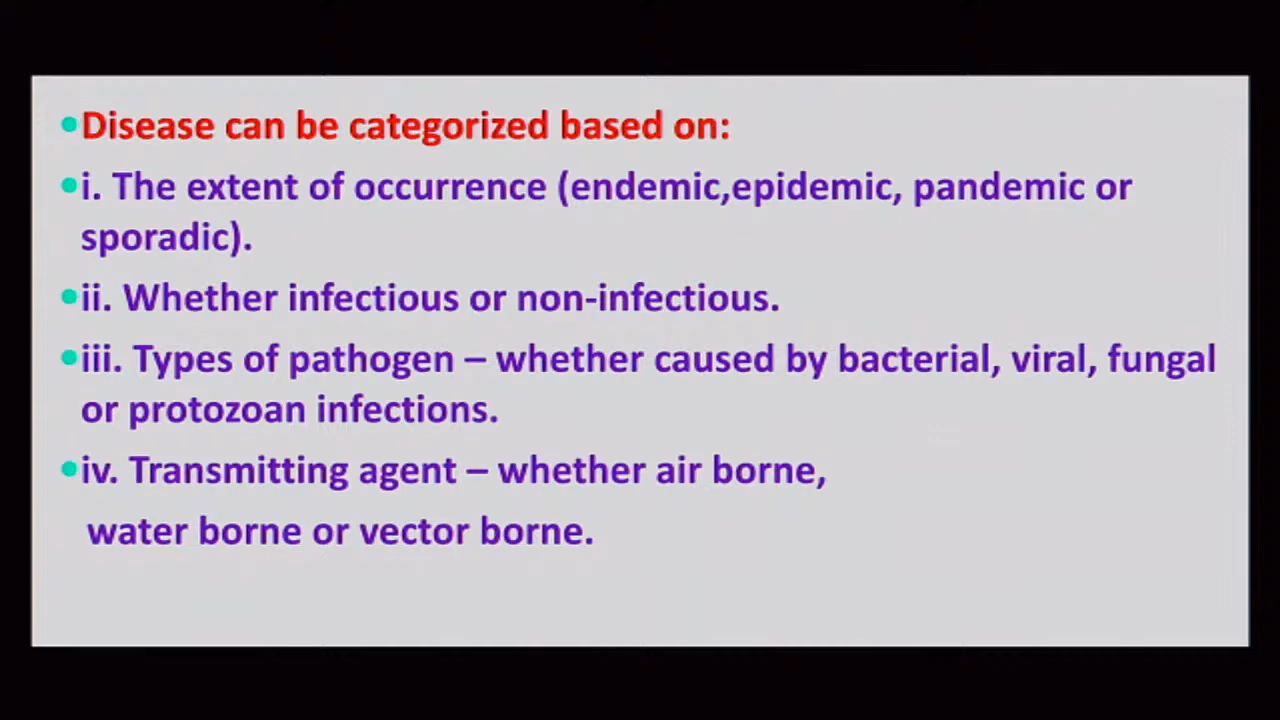 •Disease can be categorized based on:
•i. The extent of occurrence (endemic,epidemic, pandemic or
sporadic).
•ii. Whether infectious or non-infectious.
•iii. Types of pathogen – whether caused by bacterial, viral, fungal
or protozoan infections.
•iv. Transmitting agent – whether air borne,
water borne or vector borne.